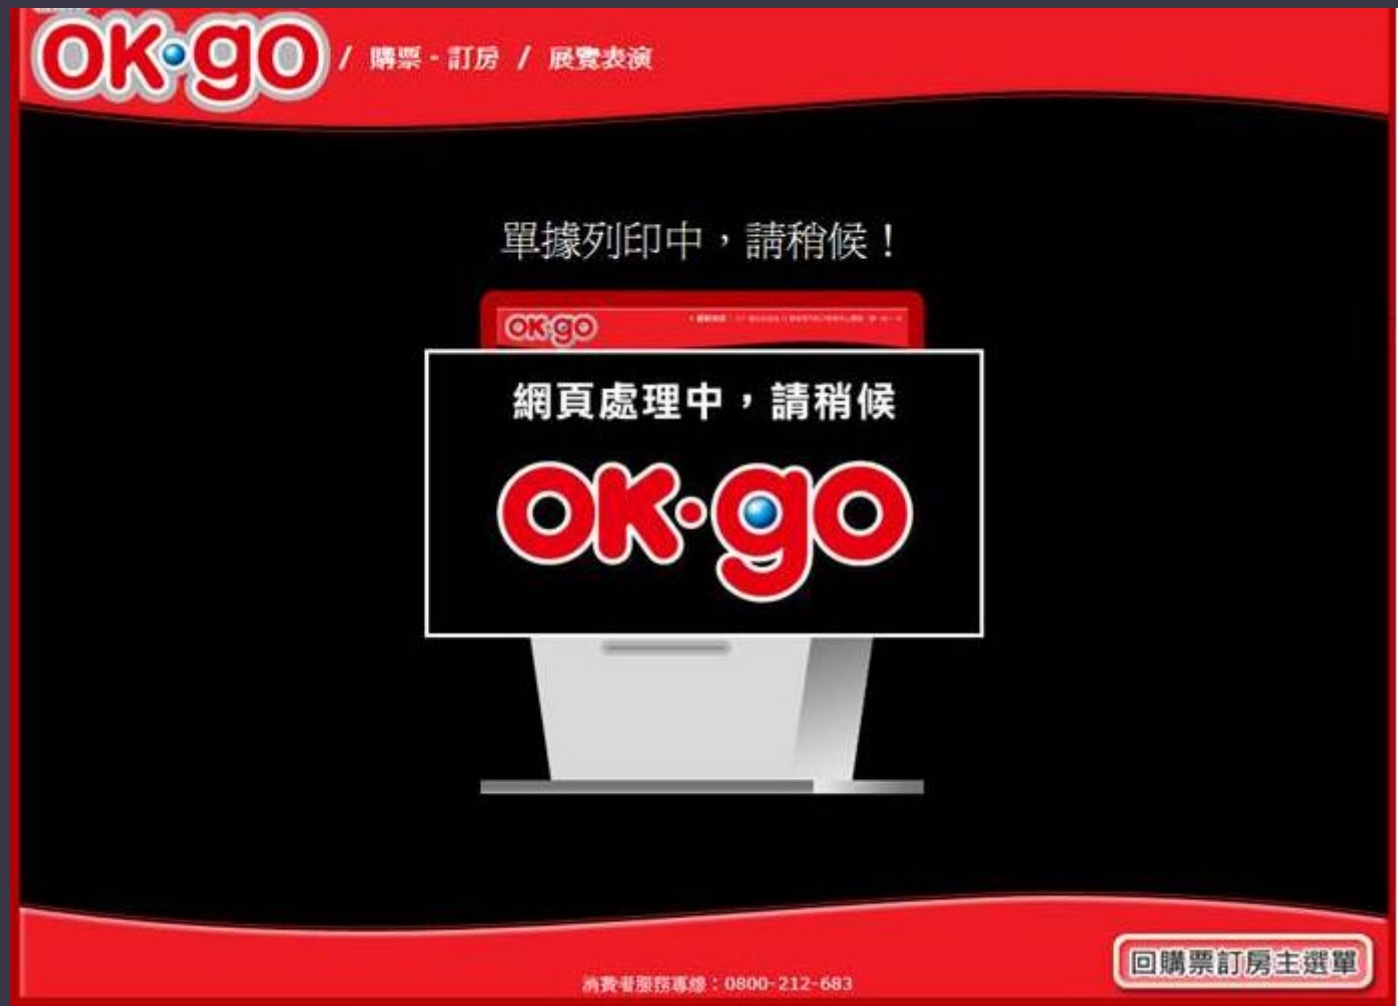 OK·go / 購票 - 訂房 / 展覽表演
單據列印中，請稍候！
OK·go
網頁處理中，請稍候
OK·go
回購票訂房主選單
消費者服務專線：0800-212-683